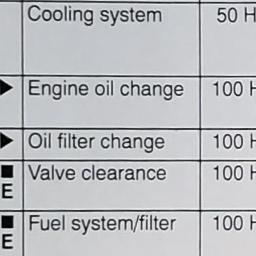 Cooling system 50 H
▶ Engine oil change 100 H
▶ Oil filter change 100 H
■ Valve clearance 100 H
E
■ Fuel system/filter 100 H
E